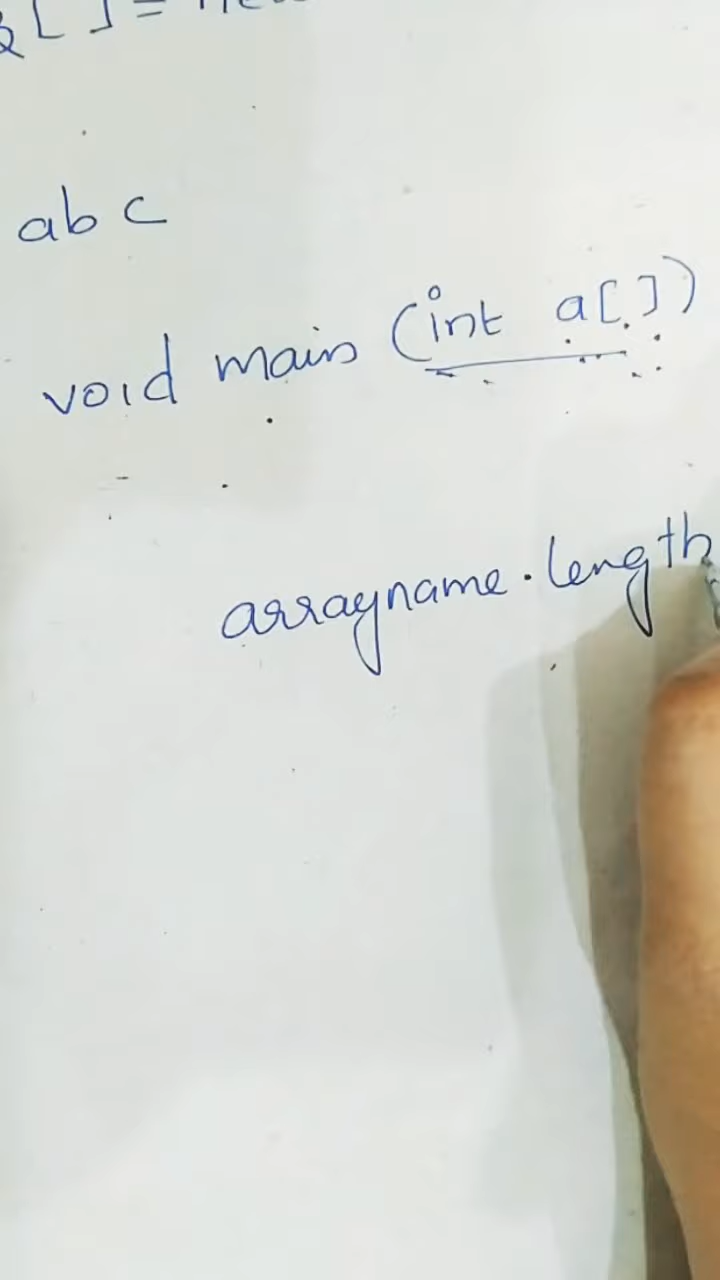 [ ] =
abc
void main (int a[])
arrayname.length